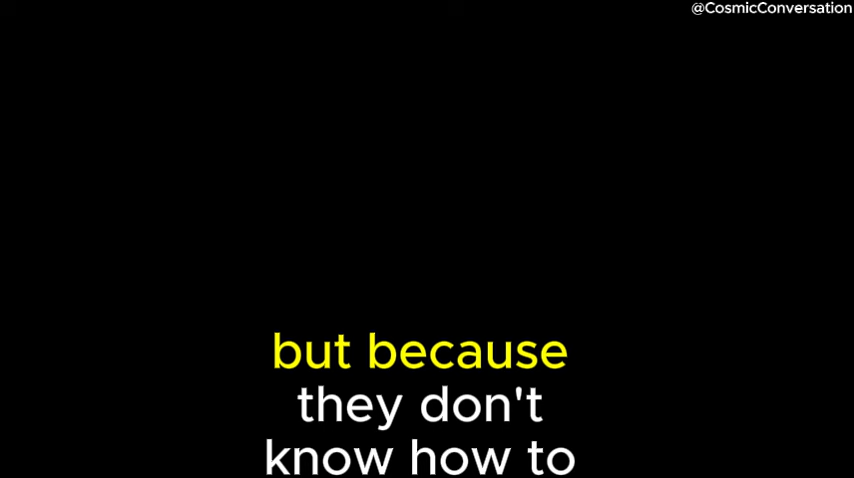 @CosmicConversation
but because
they don't
know how to